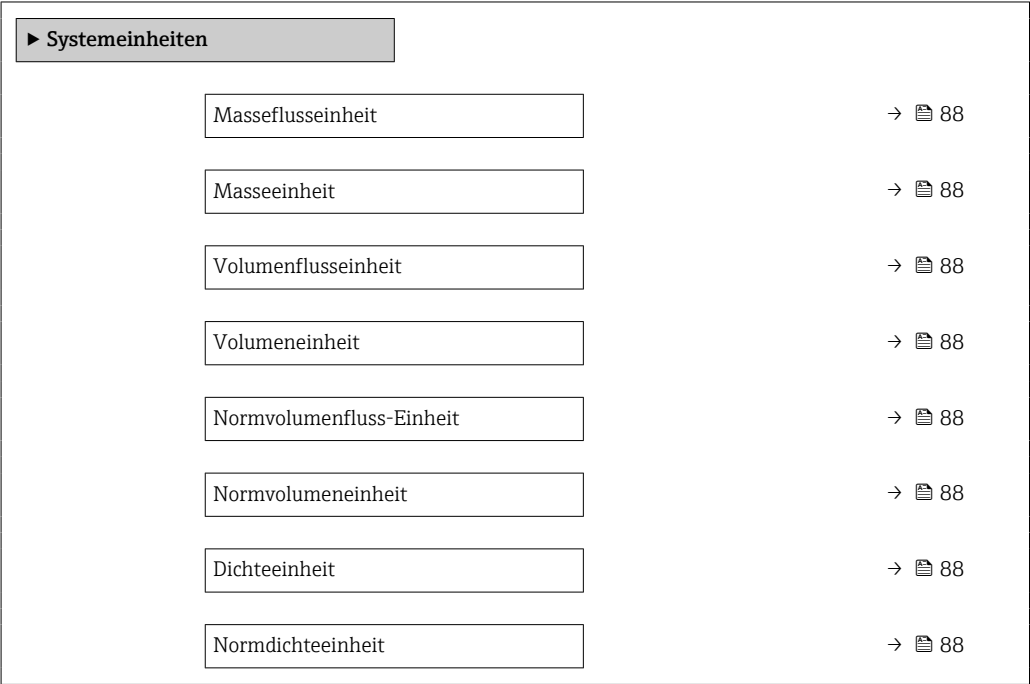 ► Systemeinheiten
Masseflusseinheit → 88
Masseeinheit → 88
Volumenflusseinheit → 88
Volumeneinheit → 88
Normvolumenfluss-Einheit → 88
Normvolumeneinheit → 88
Dichteeinheit → 88
Normdichteeinheit → 88